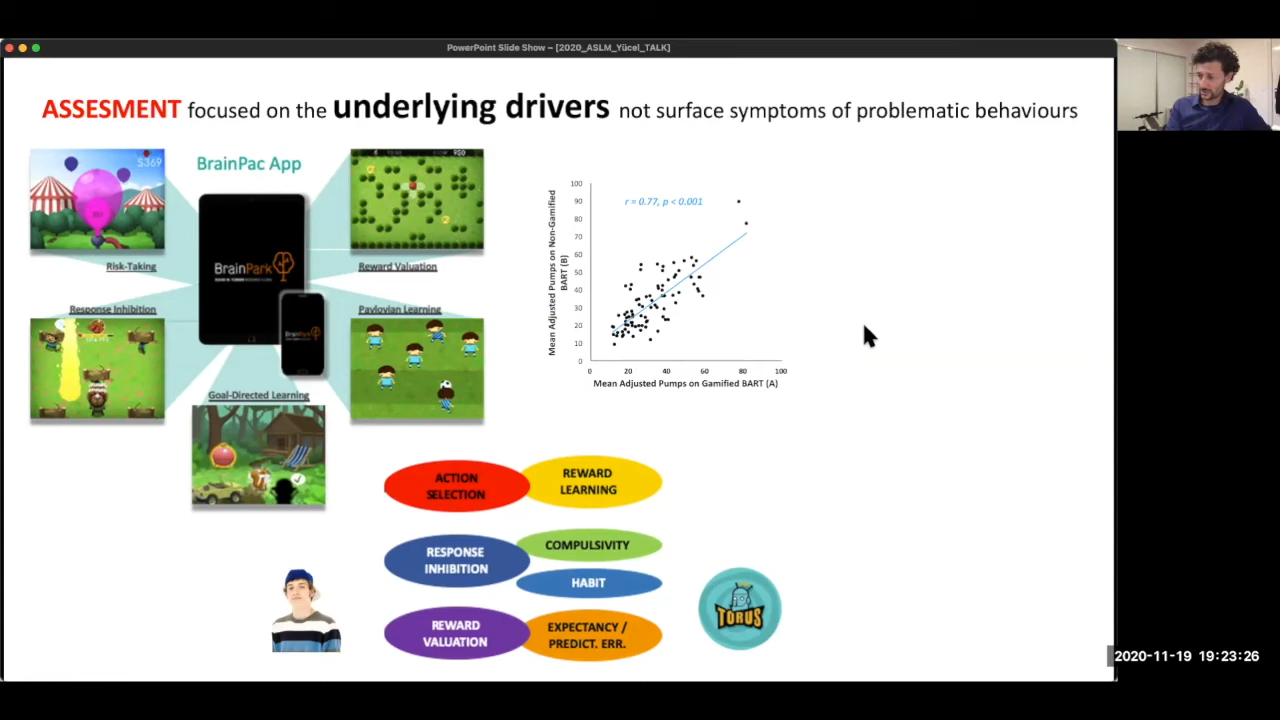 PowerPoint Slide Show – [2020_ASLM_Yücel_TALK]
ASSESMENT focused on the underlying drivers not surface symptoms of problematic behaviours
BrainPac App
$369
950
Risk-Taking
Reward Valuation
BrainPark
Response Inhibition
Pavlovian Learning
BrainPark
Goal-Directed Learning
Mean Adjusted Pumps on Non-Gamified
BART (B)
100
90
80
70
60
50
40
30
20
10
0
r = 0.77, p < 0.001
0 20 40 60 80 100
Mean Adjusted Pumps on Gamified BART (A)
ACTION
SELECTION
REWARD
LEARNING
RESPONSE
INHIBITION
COMPULSIVITY
HABIT
REWARD
VALUATION
EXPECTANCY /
PREDICT. ERR.
TORUS
2020-11-19 19:23:26